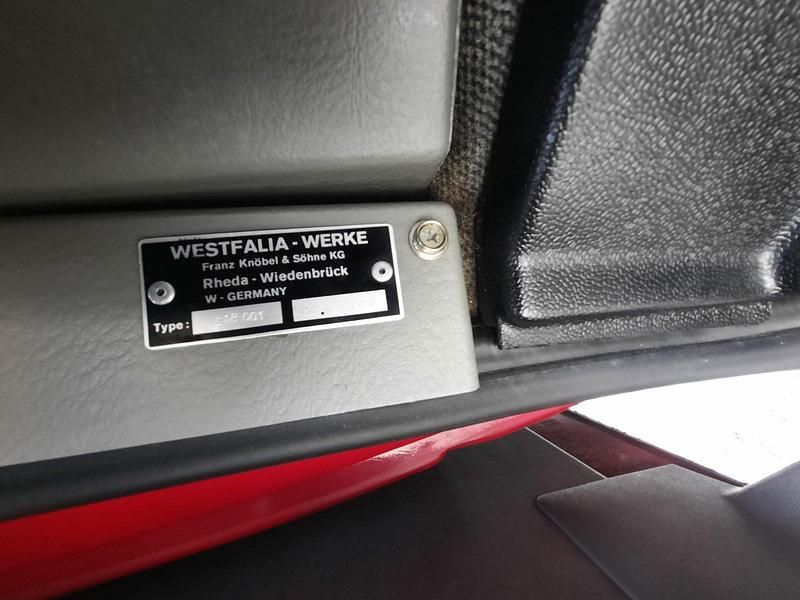 WESTFALIA - WERKE
Franz Knöbel & Söhne KG
Rheda - Wiedenbrück
W - GERMANY
Type: